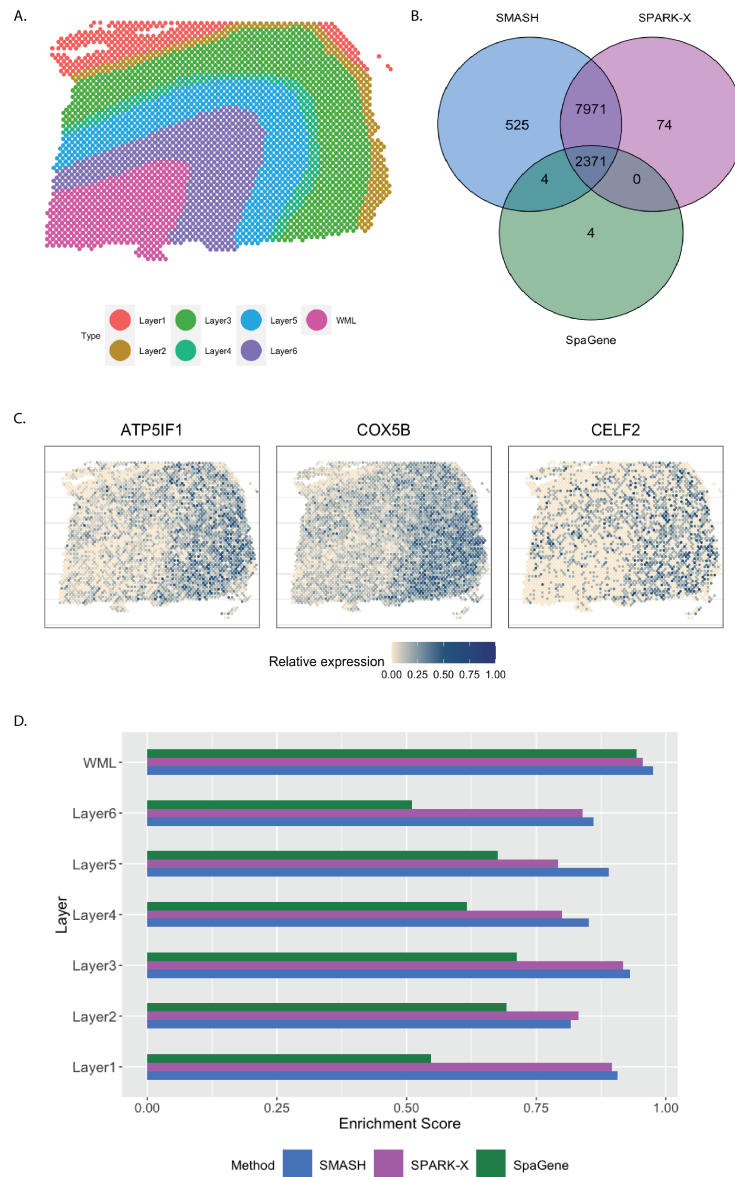 A.
Type
Layer1
Layer3
Layer5
WML
Layer2
Layer4
Layer6
B.
SMASH
SPARK-X
525
7971
74
2371
4
0
4
SpaGene
C.
ATP5IF1
COX5B
CELF2
Relative expression
0.00 0.25 0.50 0.75 1.00
D.
Layer
WML
Layer6
Layer5
Layer4
Layer3
Layer2
Layer1
0.00 0.25 0.50 0.75 1.00
Enrichment Score
Method SMASH SPARK-X SpaGene